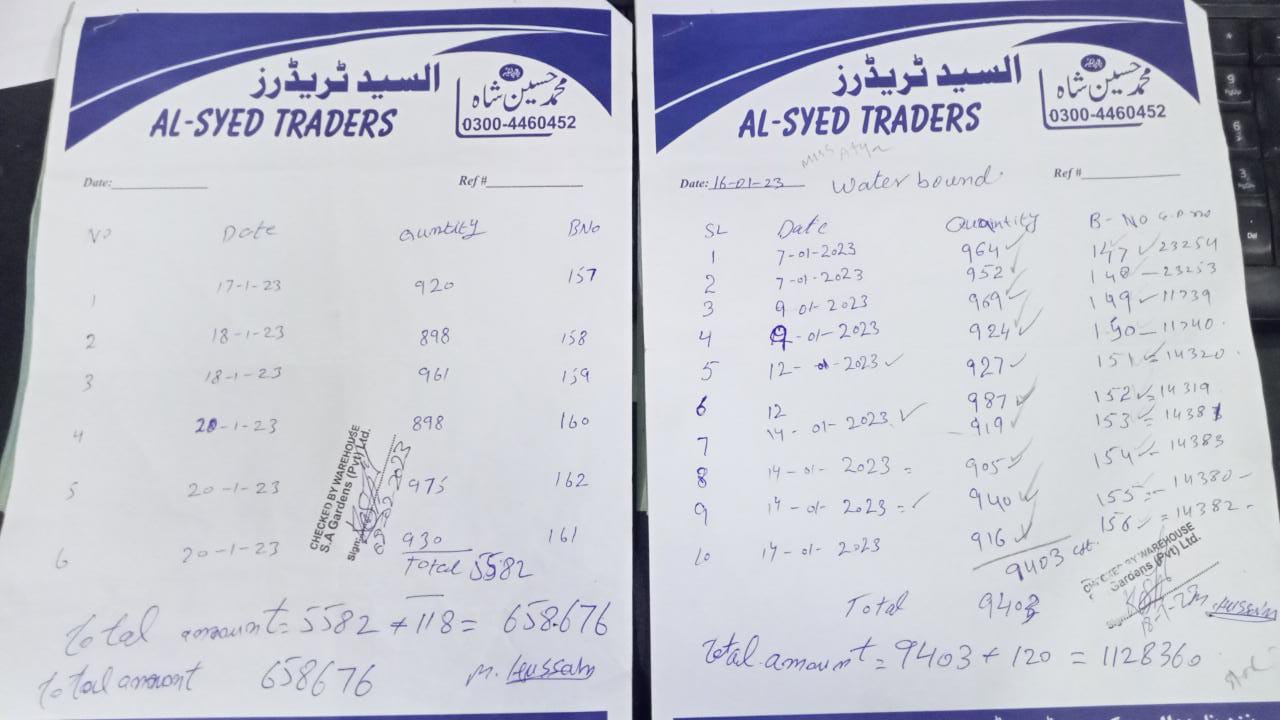 السید ٹریڈرز
محمد حسین شاہ
AL-SYED TRADERS
0300-4460452
Date:
Ref #
NO Date Quntity BNo
1 17-1-23 920 157
2 18-1-23 898 158
3 18-1-23 961 159
4 20-1-23 898 160
5 20-1-23 975 162
6 20-1-23 930 161
Total 5582
CHECKED BY WAREHOUSE
S.A Gardens (Pvt) Ltd.
Sign
02-02-2023
Total amount = 5582 + 118 = 658.676
Total amount 658676 M. Hussain
السید ٹریڈرز
محمد حسین شاہ
AL-SYED TRADERS
0300-4460452
Date: 16-01-23 Water bound
Ref #
SL Date Quantity B-No G.P.no
1 7-01-2023 964 147 23254
2 7-01-2023 952 148 - 23253
3 9 01-2023 969 149 - 11739
4 9-01-2023 924 150 - 11740.
5 12-01-2023 927 151 = 14320
6 12 987 152 = 14319
7 14-01-2023 919 153 = 14381
8 14-01-2023 = 905 154 - 14383
9 14-01-2023 = 940 155 - 14380 -
10 14-01-2023 916 156 = 14382 -
9403 cft.
CHECKED BY WAREHOUSE
Gardens (Pvt) Ltd.
Sign
Total 9403
M. Hussain
Total amount = 9403 + 120 = 1128360